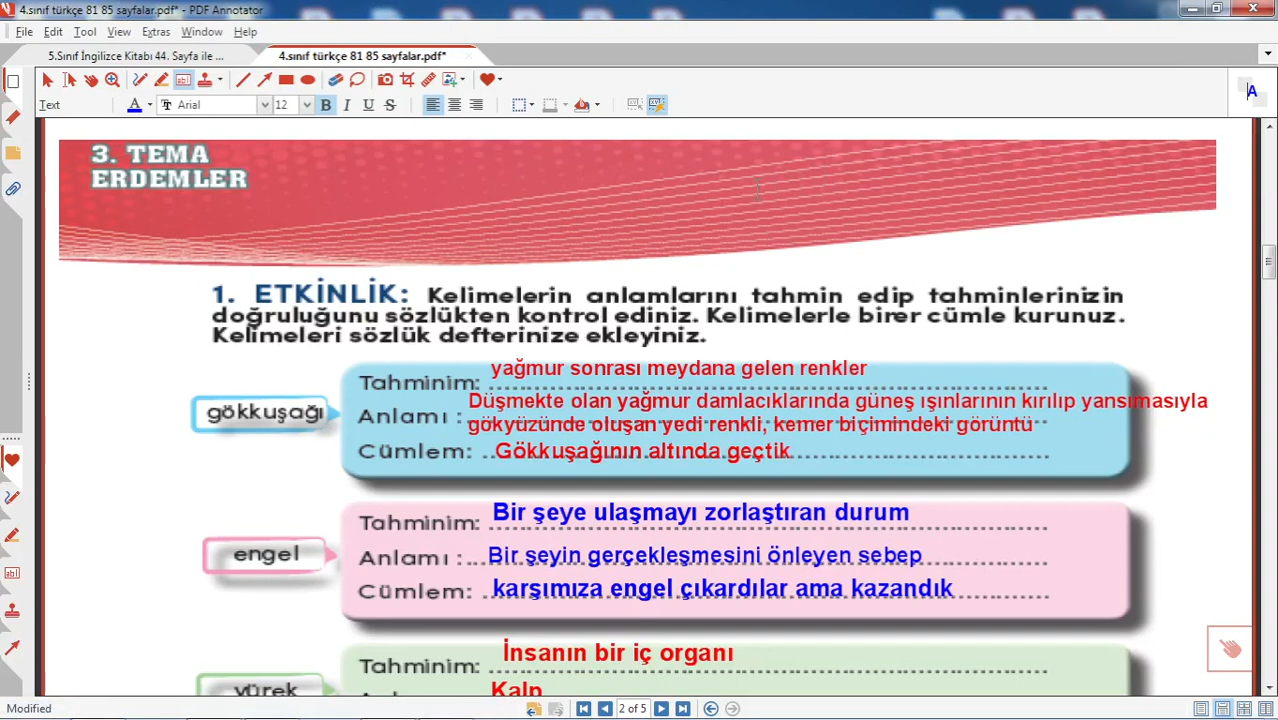 4.sınıf türkçe 81 85 sayfalar.pdf* - PDF Annotator
File Edit Tool View Extras Window Help
5.Sınıf İngilizce Kitabı 44. Sayfa ile ... 4.sınıf türkçe 81 85 sayfalar.pdf*
Text A Arial 12 B I U S
A
3. TEMA
ERDEMLER
1. ETKİNLİK: Kelimelerin anlamlarını tahmin edip tahminlerinizin
doğruluğunu sözlükten kontrol ediniz. Kelimelerle birer cümle kurunuz.
Kelimeleri sözlük defterinize ekleyiniz.
gökkuşağı
Tahminim: yağmur sonrası meydana gelen renkler
Anlamı : Düşmekte olan yağmur damlacıklarında güneş ışınlarının kırılıp yansımasıyla
gökyüzünde oluşan yedi renkli, kemer biçimindeki görüntü
Cümlem: Gökkuşağının altında geçtik
engel
Tahminim: Bir şeye ulaşmayı zorlaştıran durum
Anlamı : Bir şeyin gerçekleşmesini önleyen sebep
Cümlem: karşımıza engel çıkardılar ama kazandık
yürek
Tahminim: İnsanın bir iç organı
Kalp
Modified 2 of 5